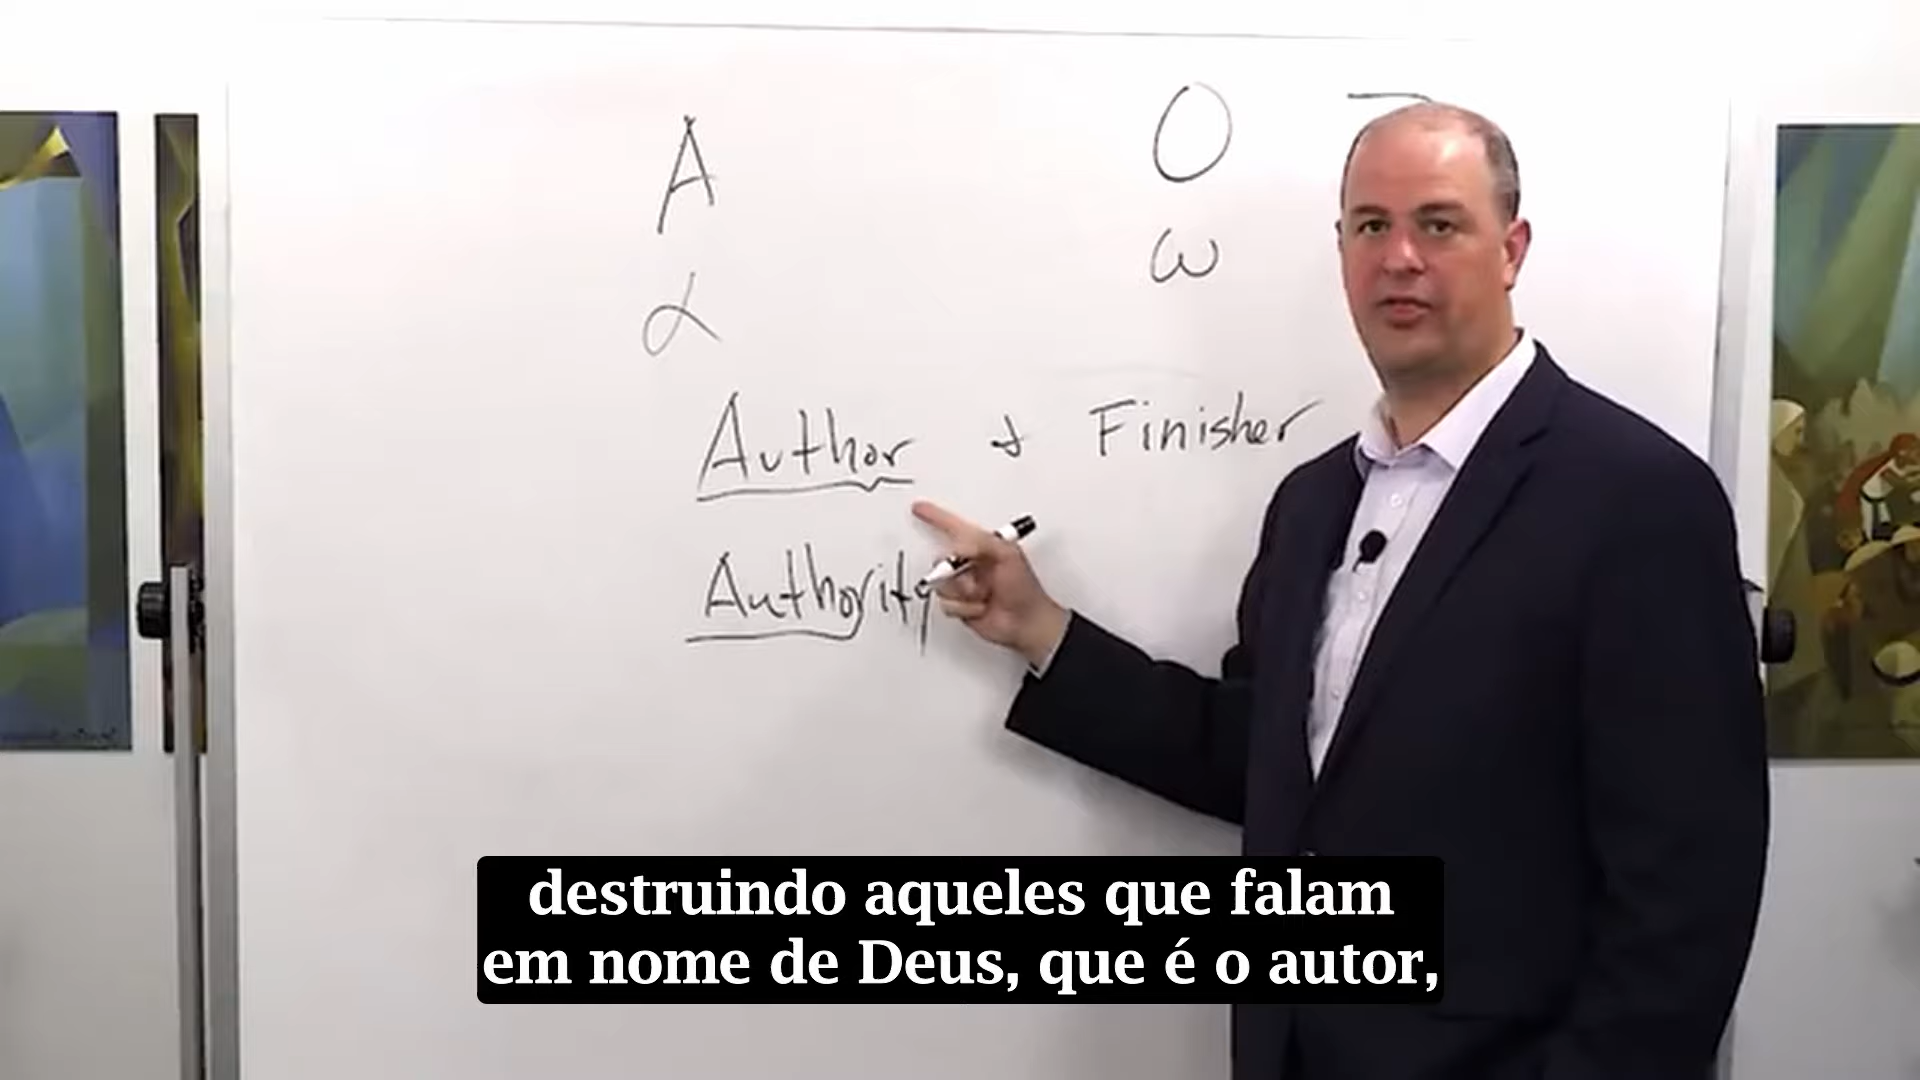 A O
α ω
Author + Finisher
Authority
destruindo aqueles que falam
em nome de Deus, que é o autor,